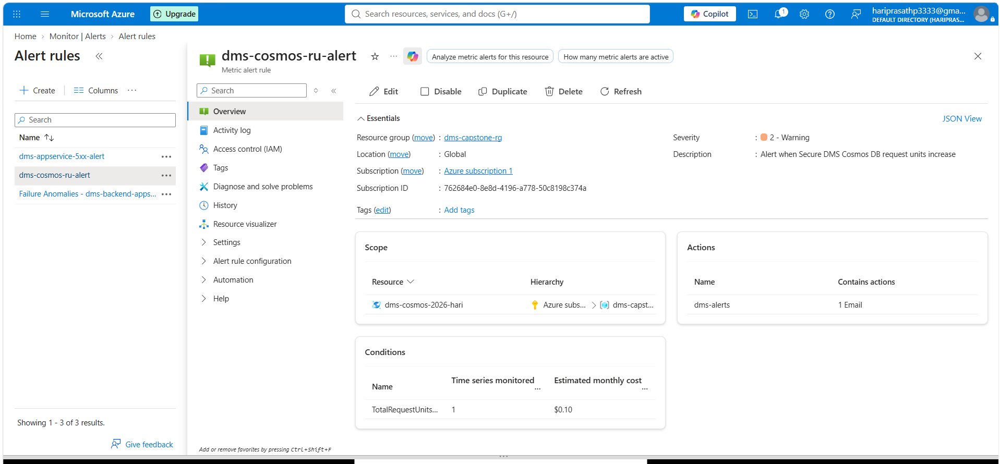 Microsoft Azure
Upgrade
Search resources, services, and docs (G+/)
Copilot
1
hariprasathp3333@gma...
DEFAULT DIRECTORY (HARIPRAS...
Home > Monitor | Alerts > Alert rules
Alert rules
Create
Columns
Search
Name
dms-appservice-5xx-alert
dms-cosmos-ru-alert
Failure Anomalies - dms-backend-apps...
Showing 1 - 3 of 3 results.
Give feedback
dms-cosmos-ru-alert
Metric alert rule
Analyze metric alerts for this resource
How many metric alerts are active
Search
Overview
Activity log
Access control (IAM)
Tags
Diagnose and solve problems
History
Resource visualizer
Settings
Alert rule configuration
Automation
Help
Add or remove favorites by pressing Ctrl+Shift+F
Edit
Disable
Duplicate
Delete
Refresh
Essentials
JSON View
Resource group (move) : dms-capstone-rg
Location (move) : Global
Subscription (move) : Azure subscription 1
Subscription ID : 762684e0-8e8d-4196-a778-50c8198c374a
Tags (edit) : Add tags
Severity : 2 - Warning
Description : Alert when Secure DMS Cosmos DB request units increase
Scope
Resource Hierarchy
dms-cosmos-2026-hari Azure subs... > dms-capst...
Actions
Name Contains actions
dms-alerts 1 Email
Conditions
Name Time series monitored ... Estimated monthly cost ...
TotalRequestUnits... 1 $0.10